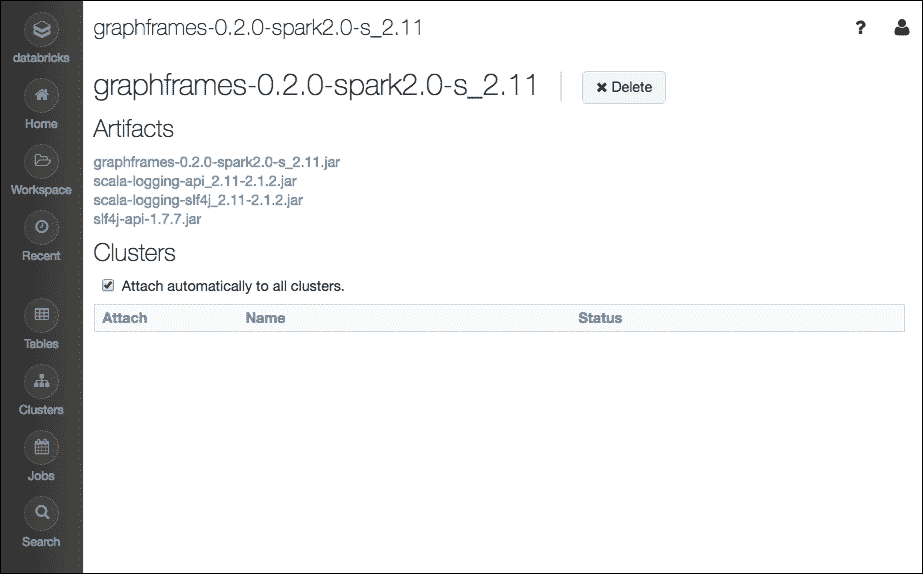 databricks
Home
Workspace
Recent
Tables
Clusters
Jobs
Search
graphframes-0.2.0-spark2.0-s_2.11
?
graphframes-0.2.0-spark2.0-s_2.11
✖ Delete
Artifacts
graphframes-0.2.0-spark2.0-s_2.11.jar
scala-logging-api_2.11-2.1.2.jar
scala-logging-slf4j_2.11-2.1.2.jar
slf4j-api-1.7.7.jar
Clusters
Attach automatically to all clusters.
Attach Name Status